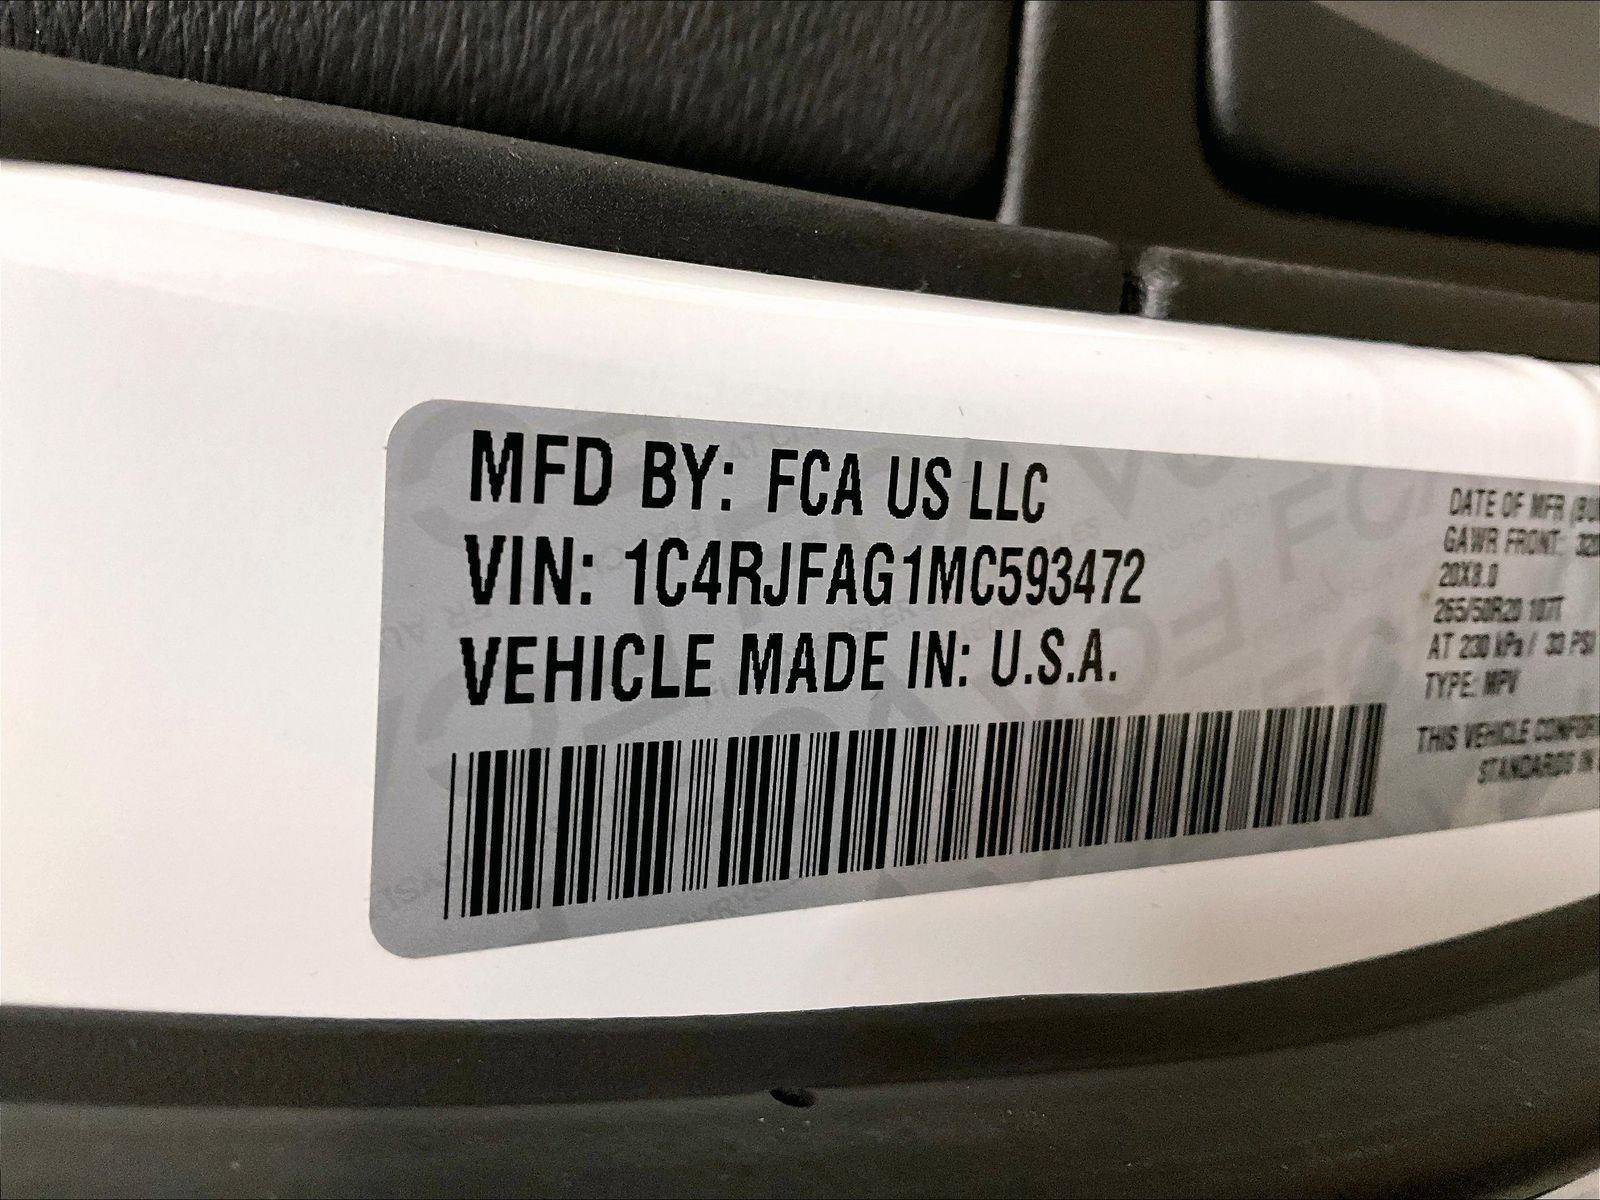 MFD BY: FCA US LLC
VIN: 1C4RJFAG1MC593472
VEHICLE MADE IN: U.S.A.
DATE OF MFR
GAWR FRONT:
20X8.0
265/50R20 107T
AT 230 kPa / 33 PSI
TYPE: MPV
THIS VEHICLE
STANDARDS IN